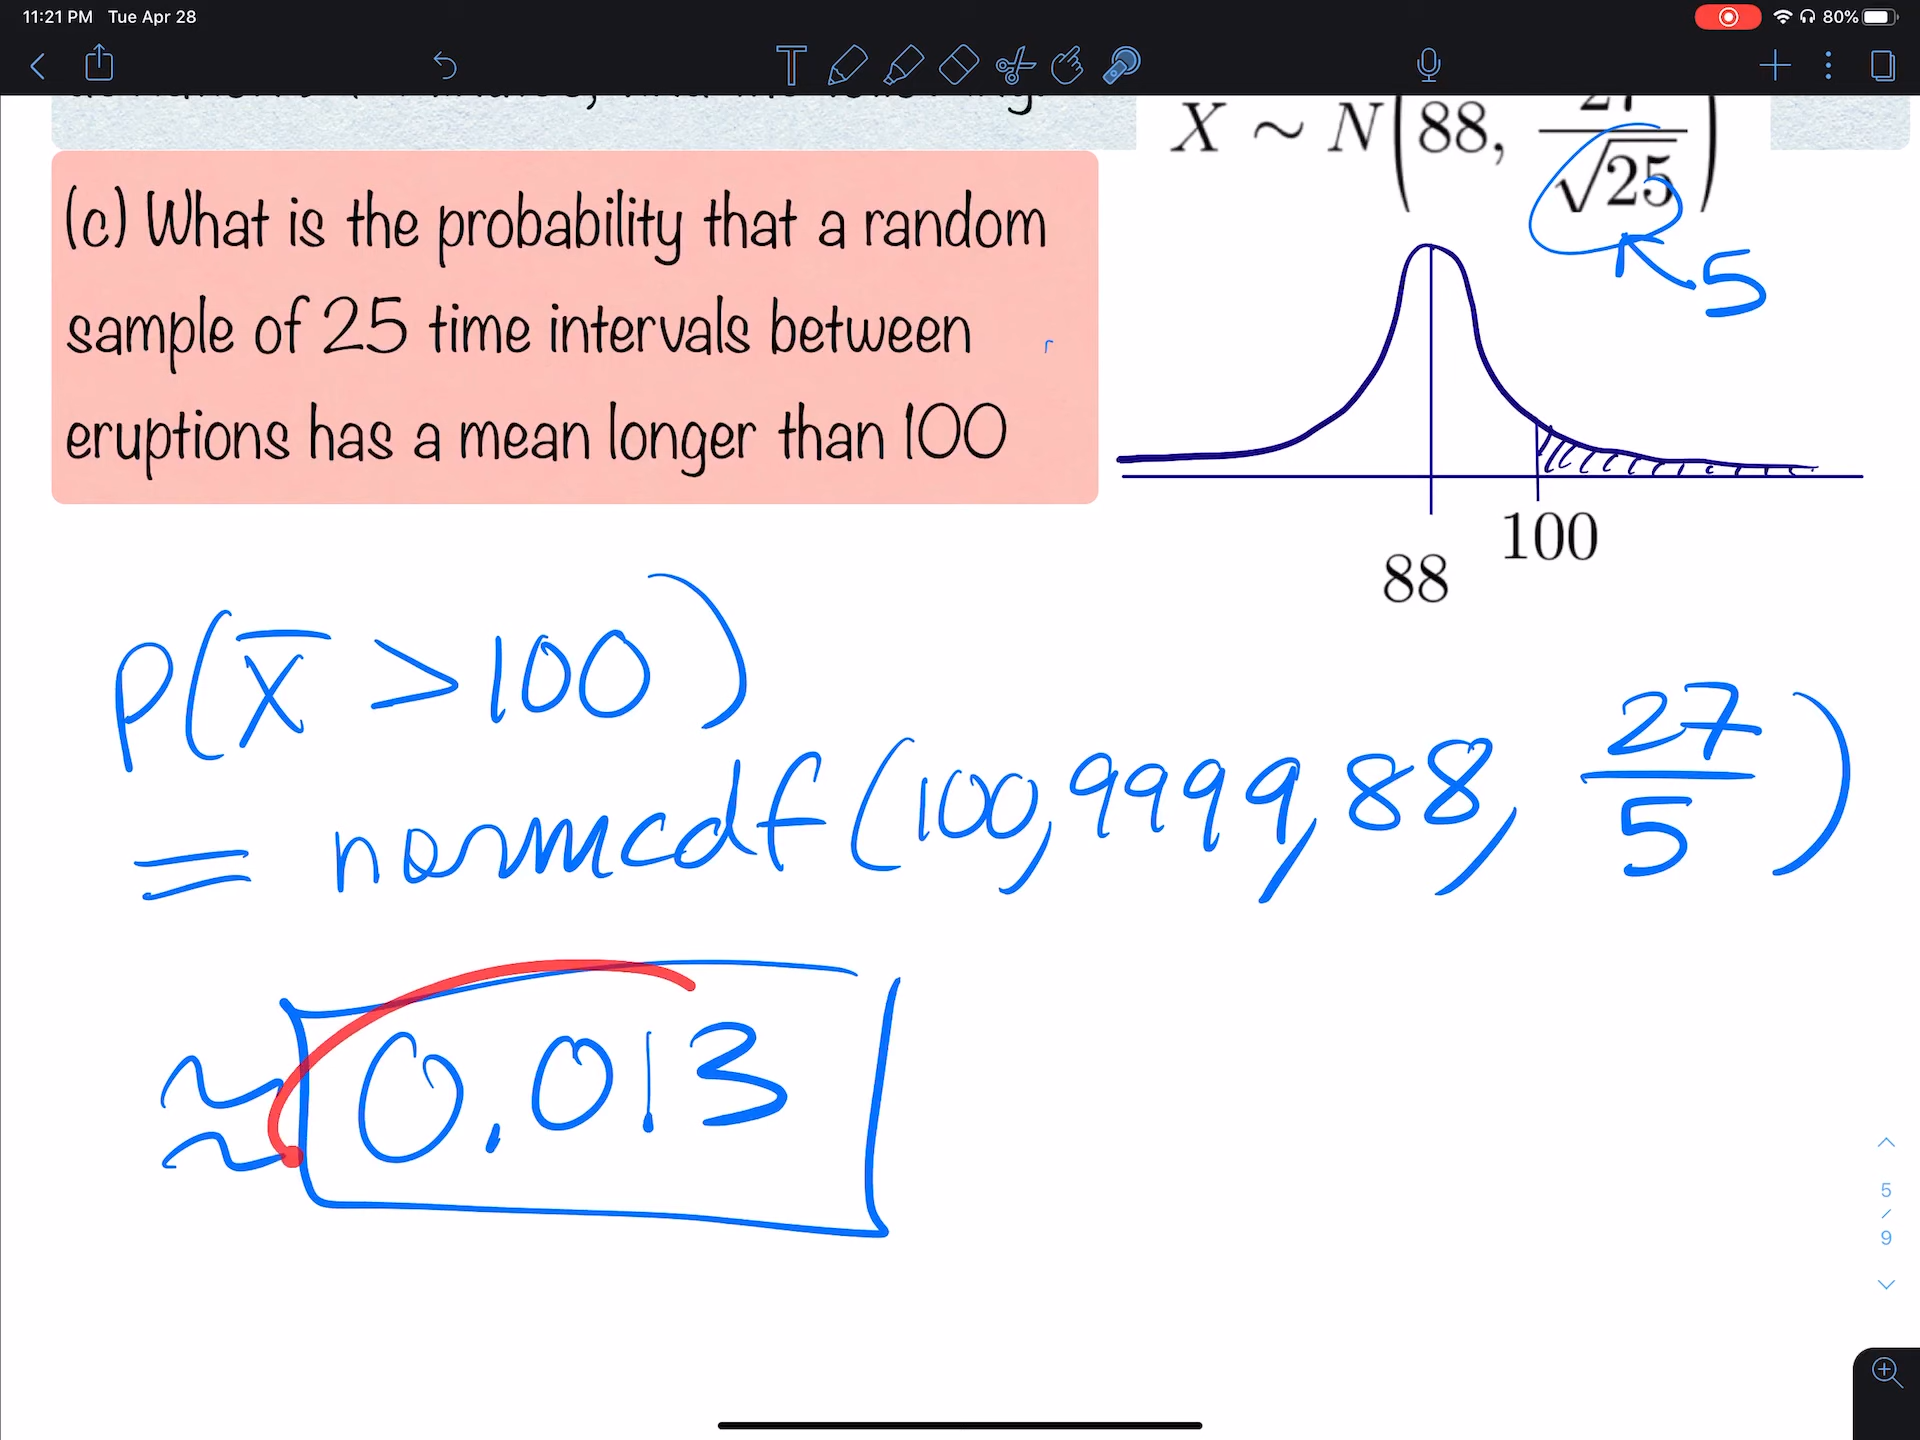 11:21 PM Tue Apr 28
80%
X ~ N(88, 27/√25)
5
(c) What is the probability that a random
sample of 25 time intervals between
eruptions has a mean longer than 100
100
88
P(x̄ > 100)
= normcdf(100, 9999, 88, 27/5)
≈ 0.013
5
/
9